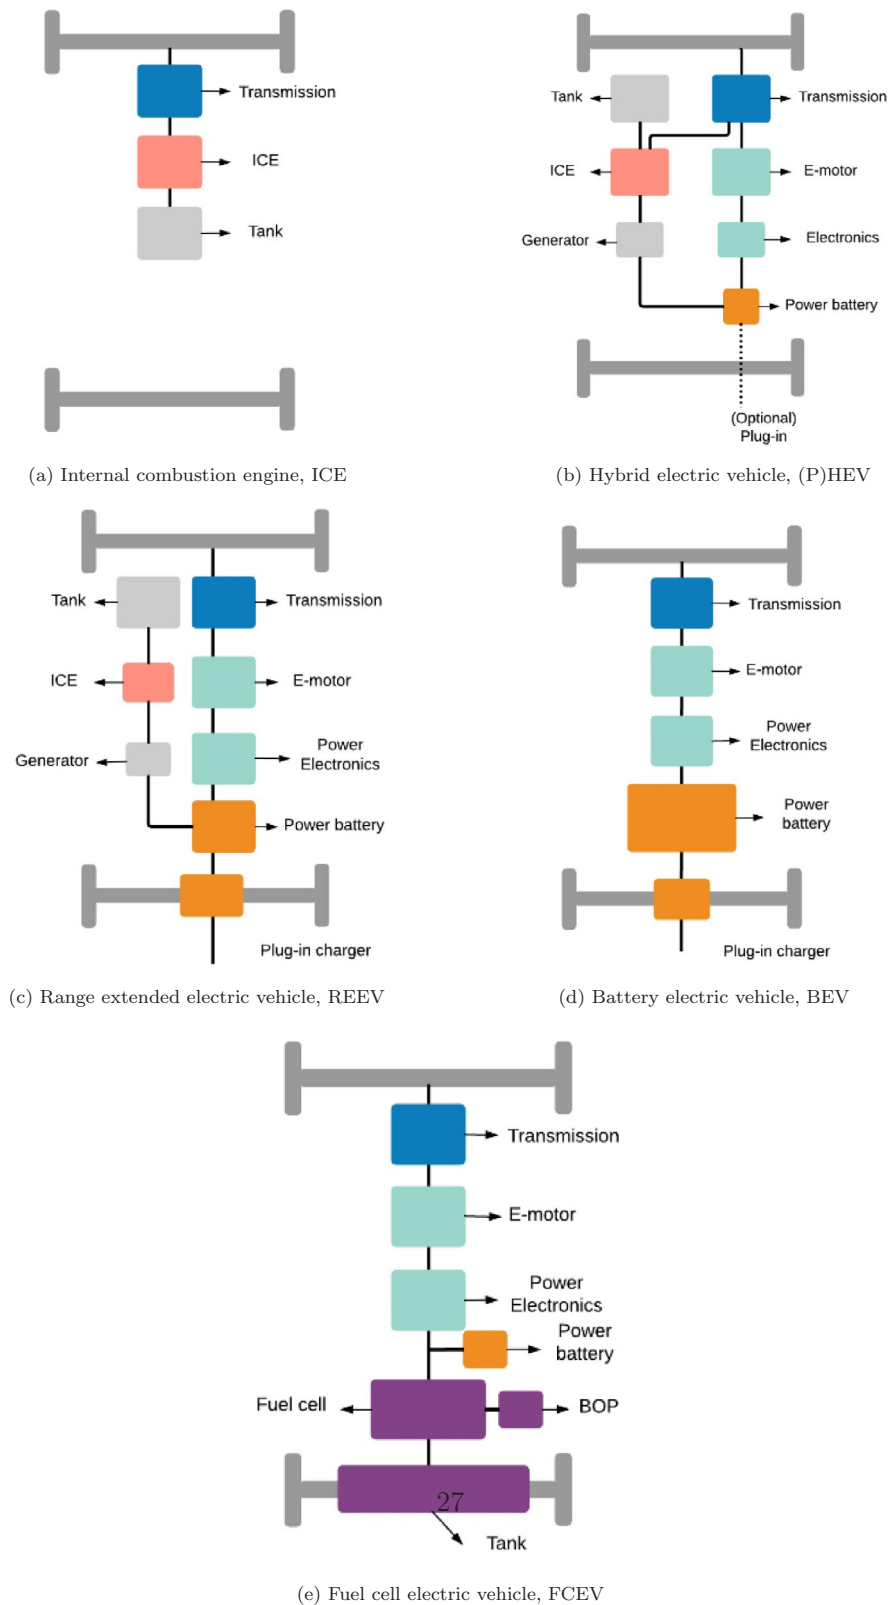 Transmission
ICE
Tank
(a) Internal combustion engine, ICE
Tank
Transmission
ICE
E-motor
Generator
Electronics
Power battery
(Optional)
Plug-in
(b) Hybrid electric vehicle, (P)HEV
Tank
Transmission
ICE
E-motor
Generator
Power
Electronics
Power battery
Plug-in charger
(c) Range extended electric vehicle, REEV
Transmission
E-motor
Power
Electronics
Power
battery
Plug-in charger
(d) Battery electric vehicle, BEV
Transmission
E-motor
Power
Electronics
Power
battery
Fuel cell
BOP
27
Tank
(e) Fuel cell electric vehicle, FCEV